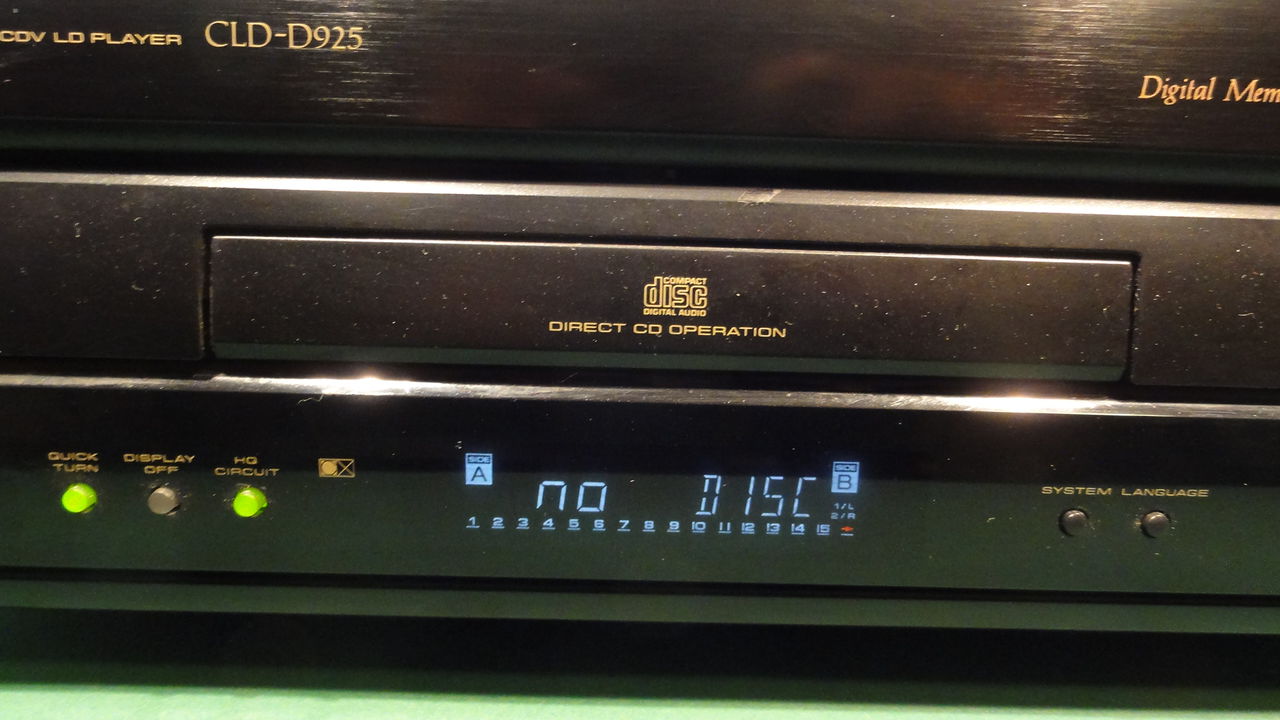 CDV LD PLAYER CLD-D925
Digital Mem
COMPACT
disc
DIGITAL AUDIO
DIRECT CD OPERATION
QUICK TURN
DISPLAY OFF
HQ CIRCUIT
SIDE A
no DISC
SIDE B
1/L
2/R
1 2 3 4 5 6 7 8 9 10 11 12 13 14 15
SYSTEM LANGUAGE